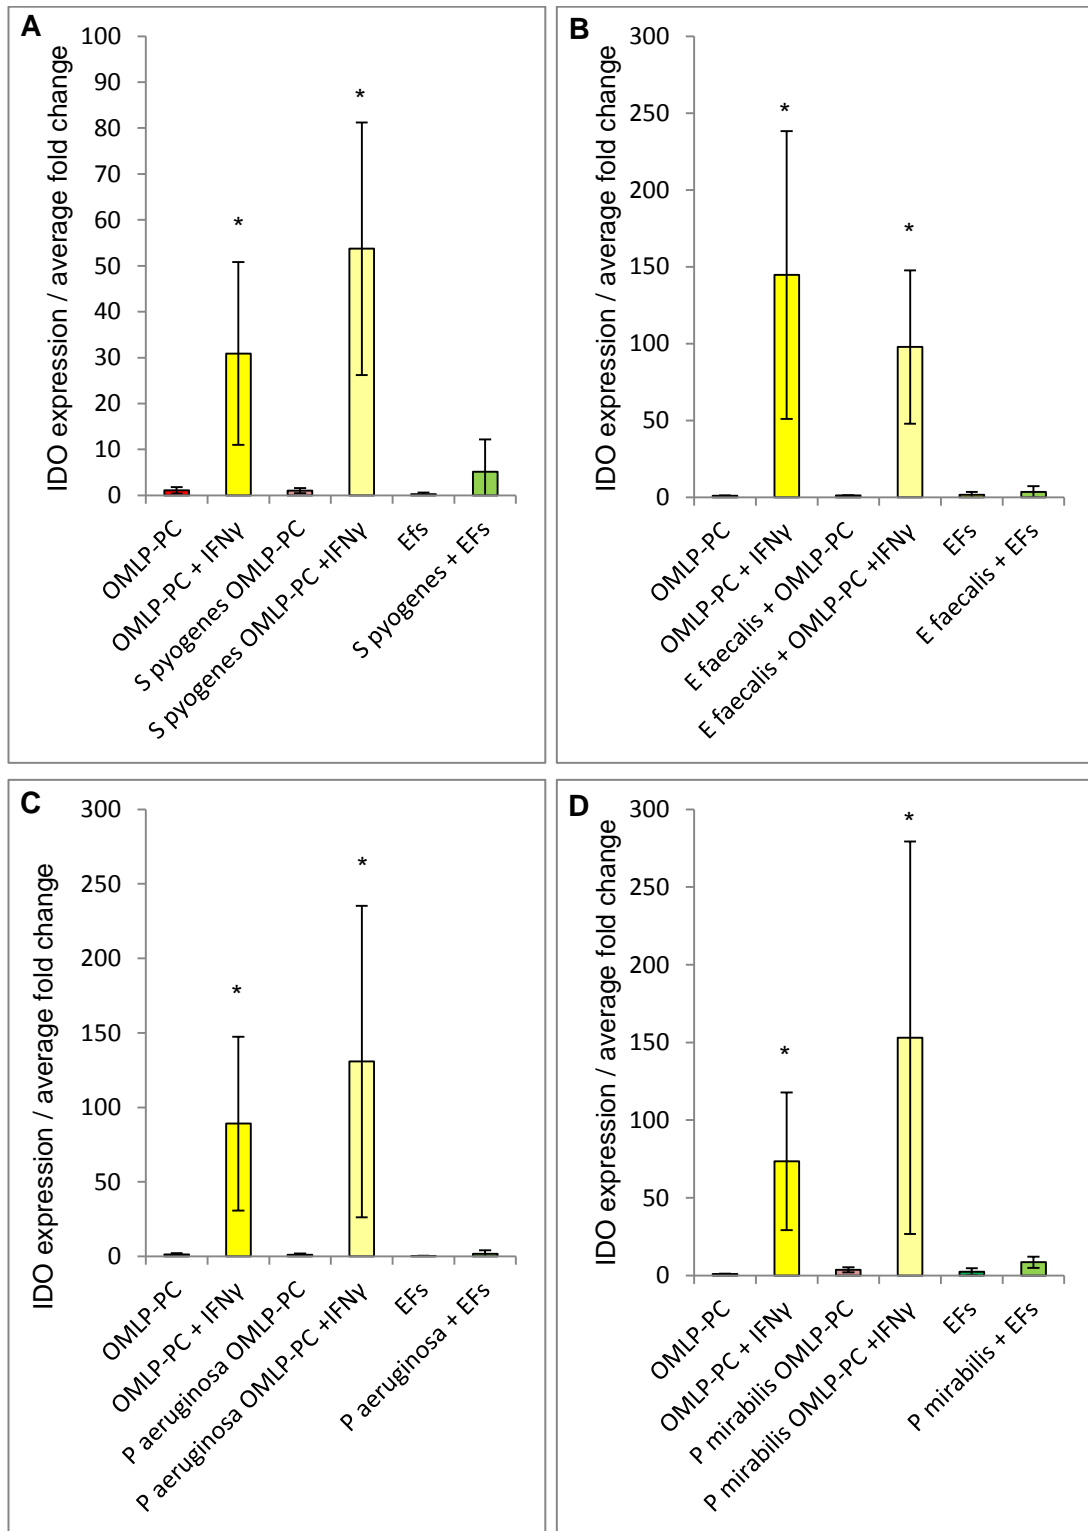 A
IDO expression / average fold change
100
90
80
70
60
50
40
30
20
10
0
*
*
OMLP-PC
OMLP-PC + IFNγ
S pyogenes OMLP-PC
S pyogenes OMLP-PC +IFNγ
Efs
S pyogenes + EFs
B
IDO expression / average fold change
300
250
200
150
100
50
0
*
*
OMLP-PC
OMLP-PC + IFNγ
E faecalis + OMLP-PC
E faecalis + OMLP-PC +IFNγ
EFs
E faecalis + EFs
C
IDO expression / average fold change
300
250
200
150
100
50
0
*
*
OMLP-PC
OMLP-PC + IFNγ
P aeruginosa OMLP-PC
P aeruginosa OMLP-PC +IFNγ
EFs
P aeruginosa + EFs
D
IDO expression / average fold change
300
250
200
150
100
50
0
*
*
OMLP-PC
OMLP-PC + IFNγ
P mirabilis OMLP-PC
P mirabilis OMLP-PC +IFNγ
EFs
P mirabilis + EFs